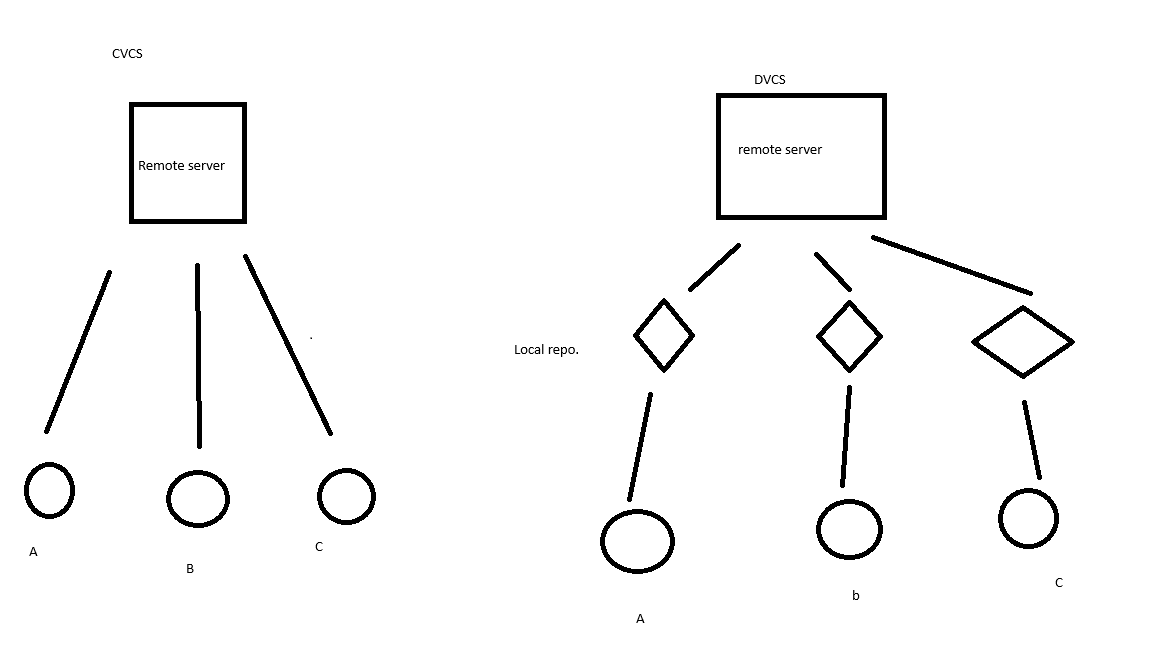 CVCS
Remote server
A
B
C
DVCS
remote server
Local repo.
A
b
C